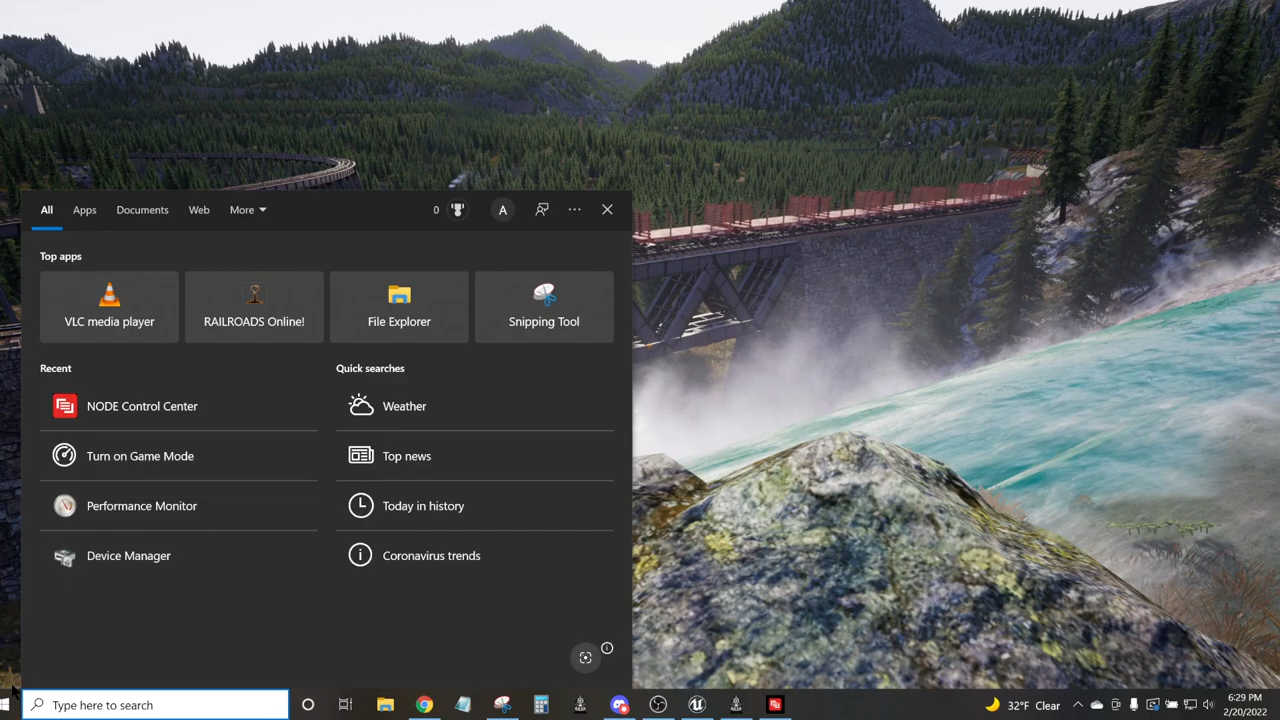 All
Apps
Documents
Web
More
0
A
Top apps
VLC media player
RAILROADS Online!
File Explorer
Snipping Tool
Recent
Quick searches
NODE Control Center
Weather
Turn on Game Mode
Top news
Performance Monitor
Today in history
Device Manager
Coronavirus trends
Type here to search
32°F Clear
6:29 PM
2/20/2022